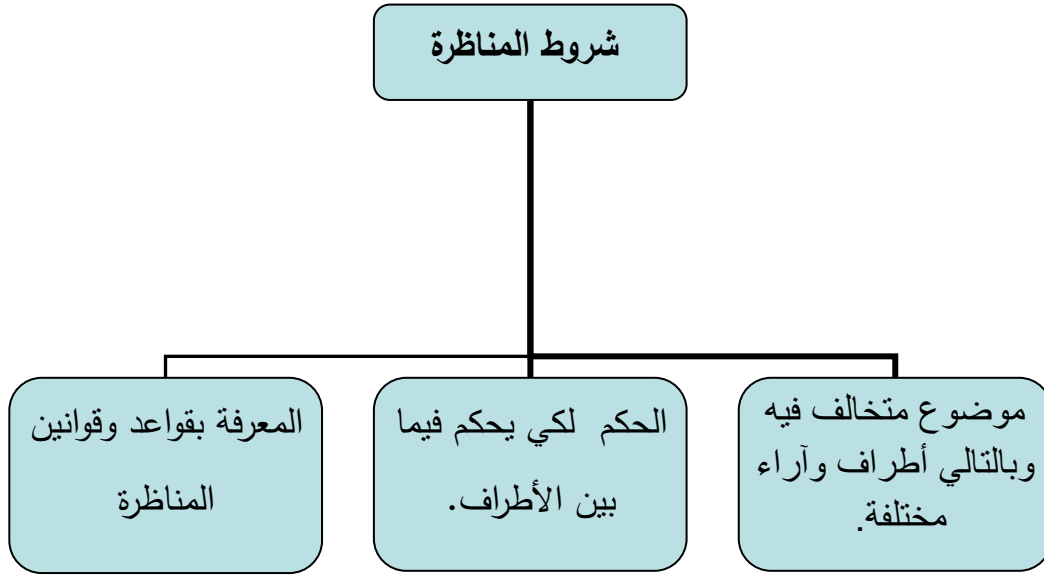 شروط المناظرة
موضوع متخالف فيه
وبالتالي أطراف وآراء
مختلفة.
الحكم لكي يحكم فيما
بين الأطراف.
المعرفة بقواعد وقوانين
المناظرة